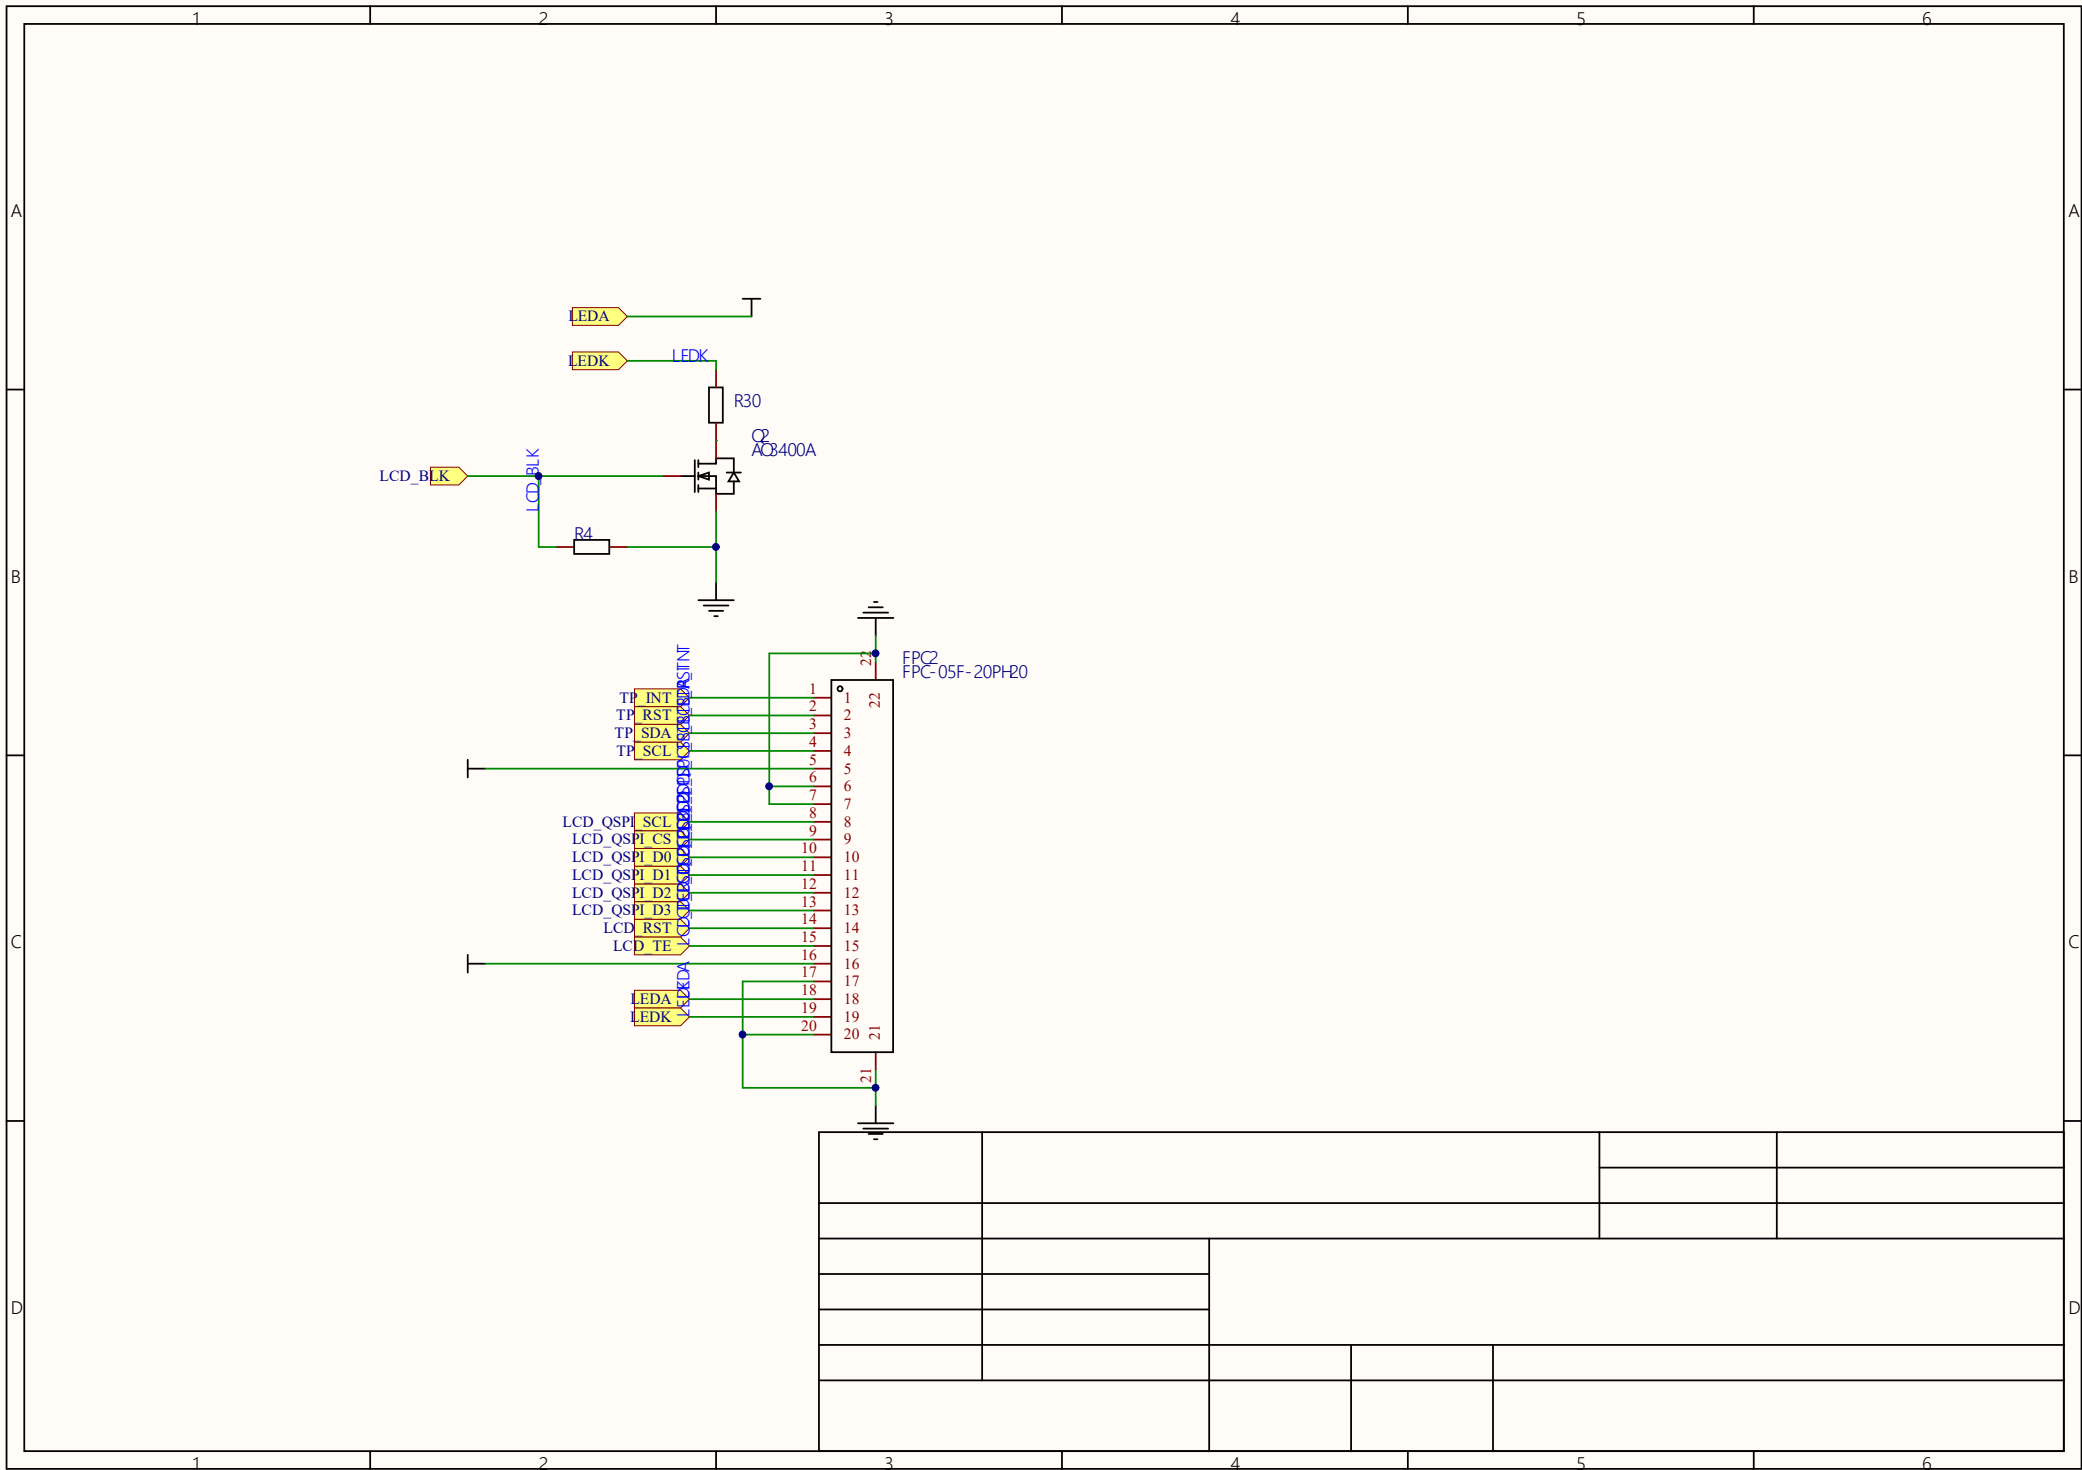 1 2 3 4 5 6
A A
LEDA
LEDK LEDK
R30
Q2
AO3400A
LCD_BLK LCD_BLK
R4
B B
22
FPC2
FPC-05F-20PH20
22
TP_INT 1 1
TP_RST 2 2
TP_SDA 3 3
TP_SCL 4 4
5 5
6 6
7 7
LCD_QSPI_SCL 8 8
LCD_QSPI_CS 9 9
LCD_QSPI_D0 10 10
LCD_QSPI_D1 11 11
LCD_QSPI_D2 12 12
LCD_QSPI_D3 13 13
LCD_RST 14 14
C C
LCD_TE 15 15
16 16
17 17
LEDA 18 18
LEDK 19 19
20 20
21
21
D D
1 2 3 4 5 6